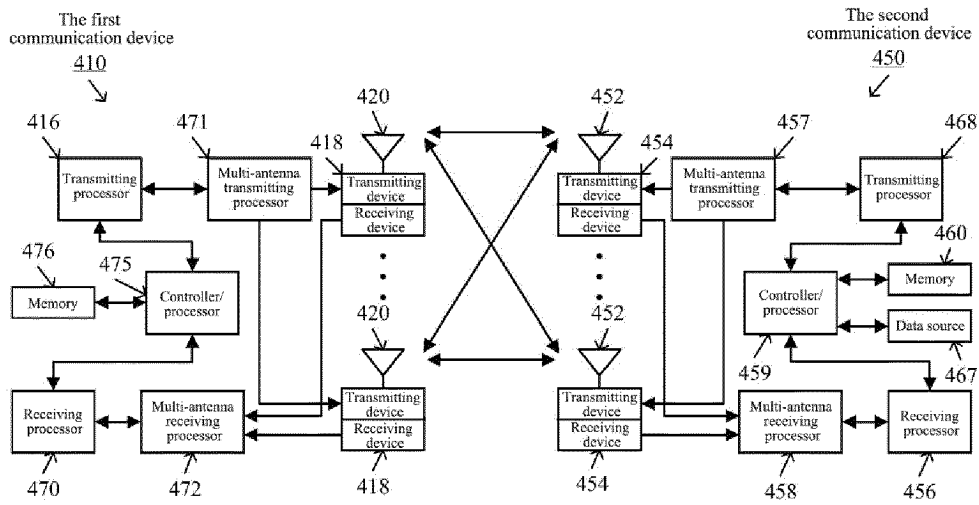 The first
communication device
410
The second
communication device
450
420
452
416
471
418
454
457
468
Transmitting
processor
Multi-antenna
transmitting
processor
Transmitting
device
Receiving
device
Transmitting
device
Receiving
device
Multi-antenna
transmitting
processor
Transmitting
processor
476
475
460
Memory
Controller/
processor
Controller/
processor
Memory
Data source
420
452
459
467
Receiving
processor
Multi-antenna
receiving
processor
Transmitting
device
Receiving
device
Transmitting
device
Receiving
device
Multi-antenna
receiving
processor
Receiving
processor
470
472
418
454
458
456